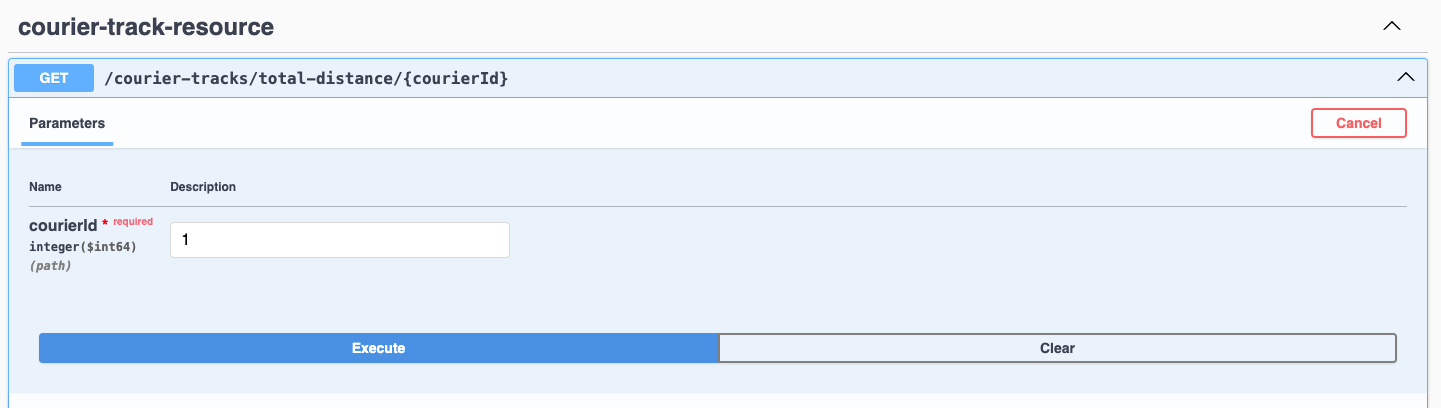 courier-track-resource
GET /courier-tracks/total-distance/{courierId}
Parameters Cancel
Name Description
courierId * required
integer($int64)
(path)
1
Execute Clear